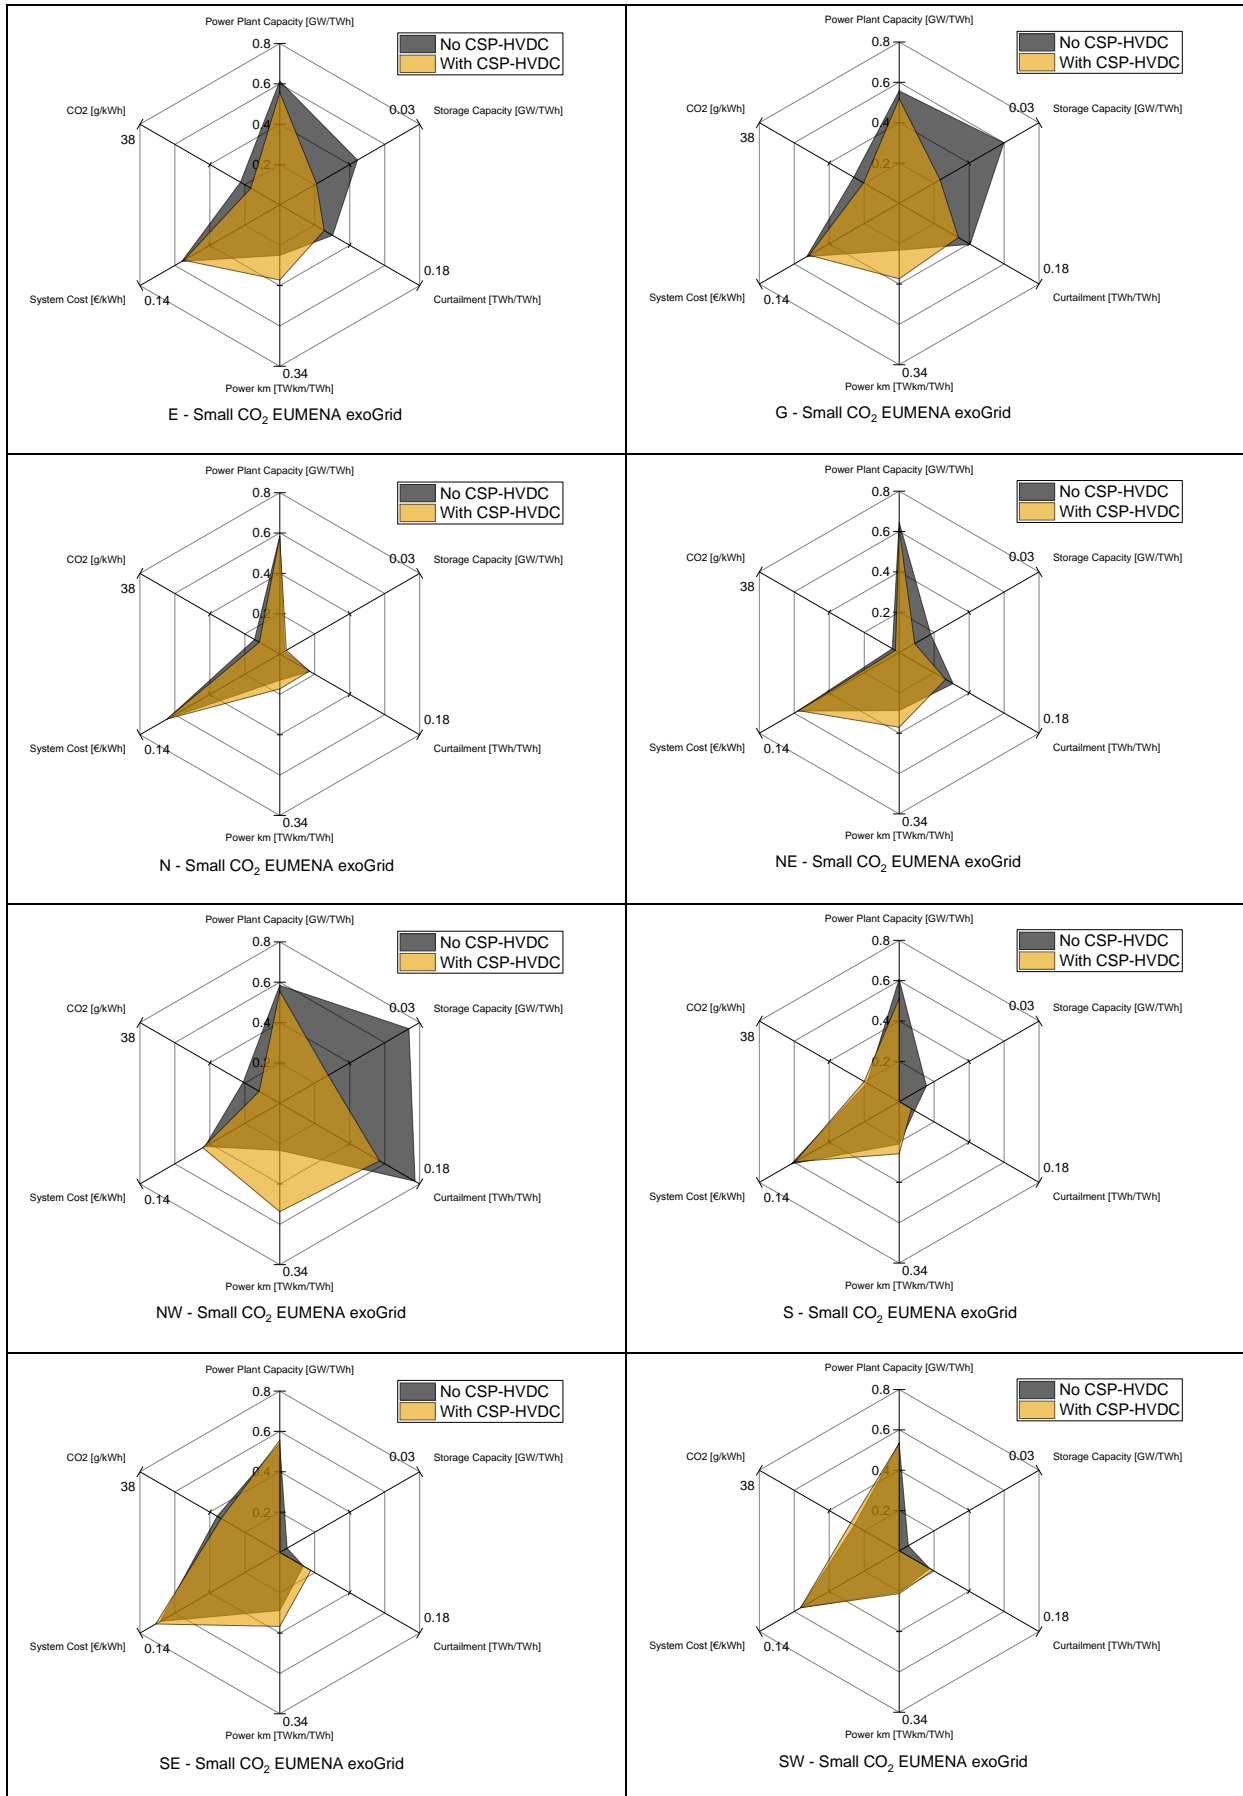 Power Plant Capacity [GW/TWh]
0.8
No CSP-HVDC
With CSP-HVDC
0.6
CO2 [g/kWh]
0.03
Storage Capacity [GW/TWh]
38
0.4
0.2
0.18
System Cost [€/kWh]
0.14
Curtailment [TWh/TWh]
0.34
Power km [TWkm/TWh]
E - Small CO₂ EUMENA exoGrid
Power Plant Capacity [GW/TWh]
0.8
No CSP-HVDC
With CSP-HVDC
0.6
CO2 [g/kWh]
0.03
Storage Capacity [GW/TWh]
38
0.4
0.2
0.18
System Cost [€/kWh]
0.14
Curtailment [TWh/TWh]
0.34
Power km [TWkm/TWh]
G - Small CO₂ EUMENA exoGrid
Power Plant Capacity [GW/TWh]
0.8
No CSP-HVDC
With CSP-HVDC
0.6
CO2 [g/kWh]
0.03
Storage Capacity [GW/TWh]
38
0.4
0.2
0.18
System Cost [€/kWh]
0.14
Curtailment [TWh/TWh]
0.34
Power km [TWkm/TWh]
N - Small CO₂ EUMENA exoGrid
Power Plant Capacity [GW/TWh]
0.8
No CSP-HVDC
With CSP-HVDC
0.6
CO2 [g/kWh]
0.03
Storage Capacity [GW/TWh]
38
0.4
0.2
0.18
System Cost [€/kWh]
0.14
Curtailment [TWh/TWh]
0.34
Power km [TWkm/TWh]
NE - Small CO₂ EUMENA exoGrid
Power Plant Capacity [GW/TWh]
0.8
No CSP-HVDC
With CSP-HVDC
0.6
CO2 [g/kWh]
0.03
Storage Capacity [GW/TWh]
38
0.4
0.2
0.18
System Cost [€/kWh]
0.14
Curtailment [TWh/TWh]
0.34
Power km [TWkm/TWh]
NW - Small CO₂ EUMENA exoGrid
Power Plant Capacity [GW/TWh]
0.8
No CSP-HVDC
With CSP-HVDC
0.6
CO2 [g/kWh]
0.03
Storage Capacity [GW/TWh]
38
0.4
0.2
0.18
System Cost [€/kWh]
0.14
Curtailment [TWh/TWh]
0.34
Power km [TWkm/TWh]
S - Small CO₂ EUMENA exoGrid
Power Plant Capacity [GW/TWh]
0.8
No CSP-HVDC
With CSP-HVDC
0.6
CO2 [g/kWh]
0.03
Storage Capacity [GW/TWh]
38
0.4
0.2
0.18
System Cost [€/kWh]
0.14
Curtailment [TWh/TWh]
0.34
Power km [TWkm/TWh]
SE - Small CO₂ EUMENA exoGrid
Power Plant Capacity [GW/TWh]
0.8
No CSP-HVDC
With CSP-HVDC
0.6
CO2 [g/kWh]
0.03
Storage Capacity [GW/TWh]
38
0.4
0.2
0.18
System Cost [€/kWh]
0.14
Curtailment [TWh/TWh]
0.34
Power km [TWkm/TWh]
SW - Small CO₂ EUMENA exoGrid